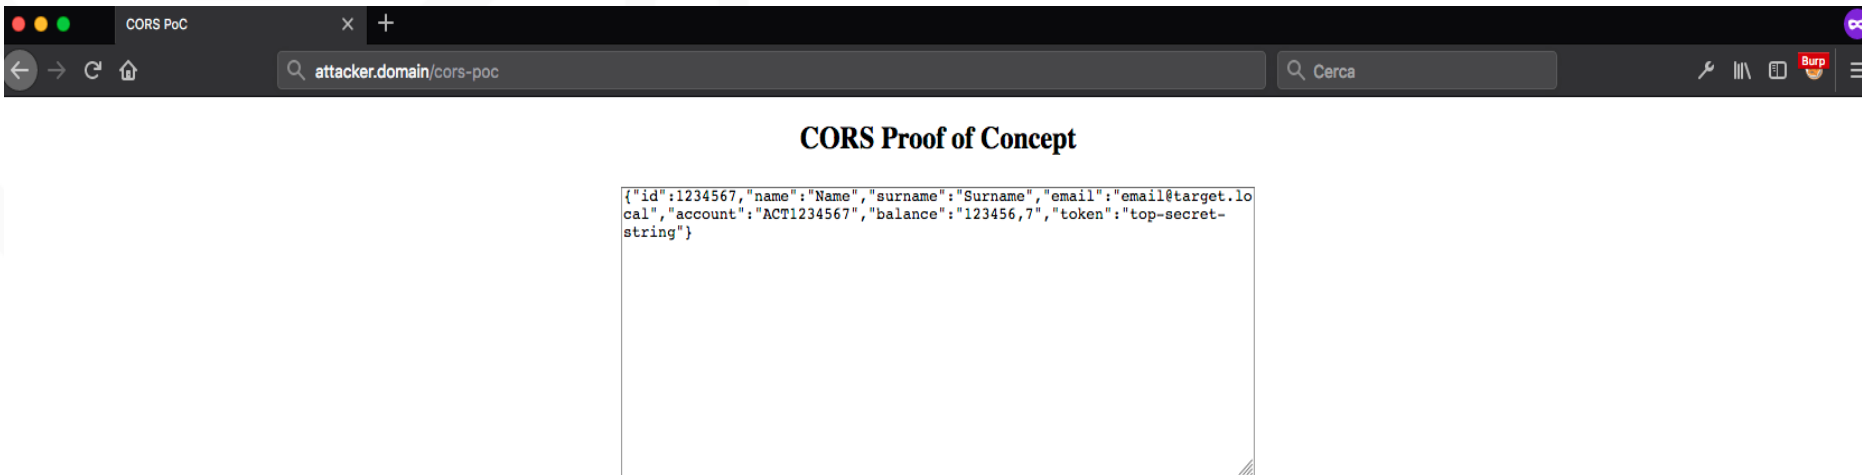 CORS PoC
attacker.domain/cors-poc
Cerca
Burp
CORS Proof of Concept
{"id":1234567,"name":"Name","surname":"Surname","email":"email@target.lo
cal","account":"ACT1234567","balance":"123456,7","token":"top-secret-
string"}